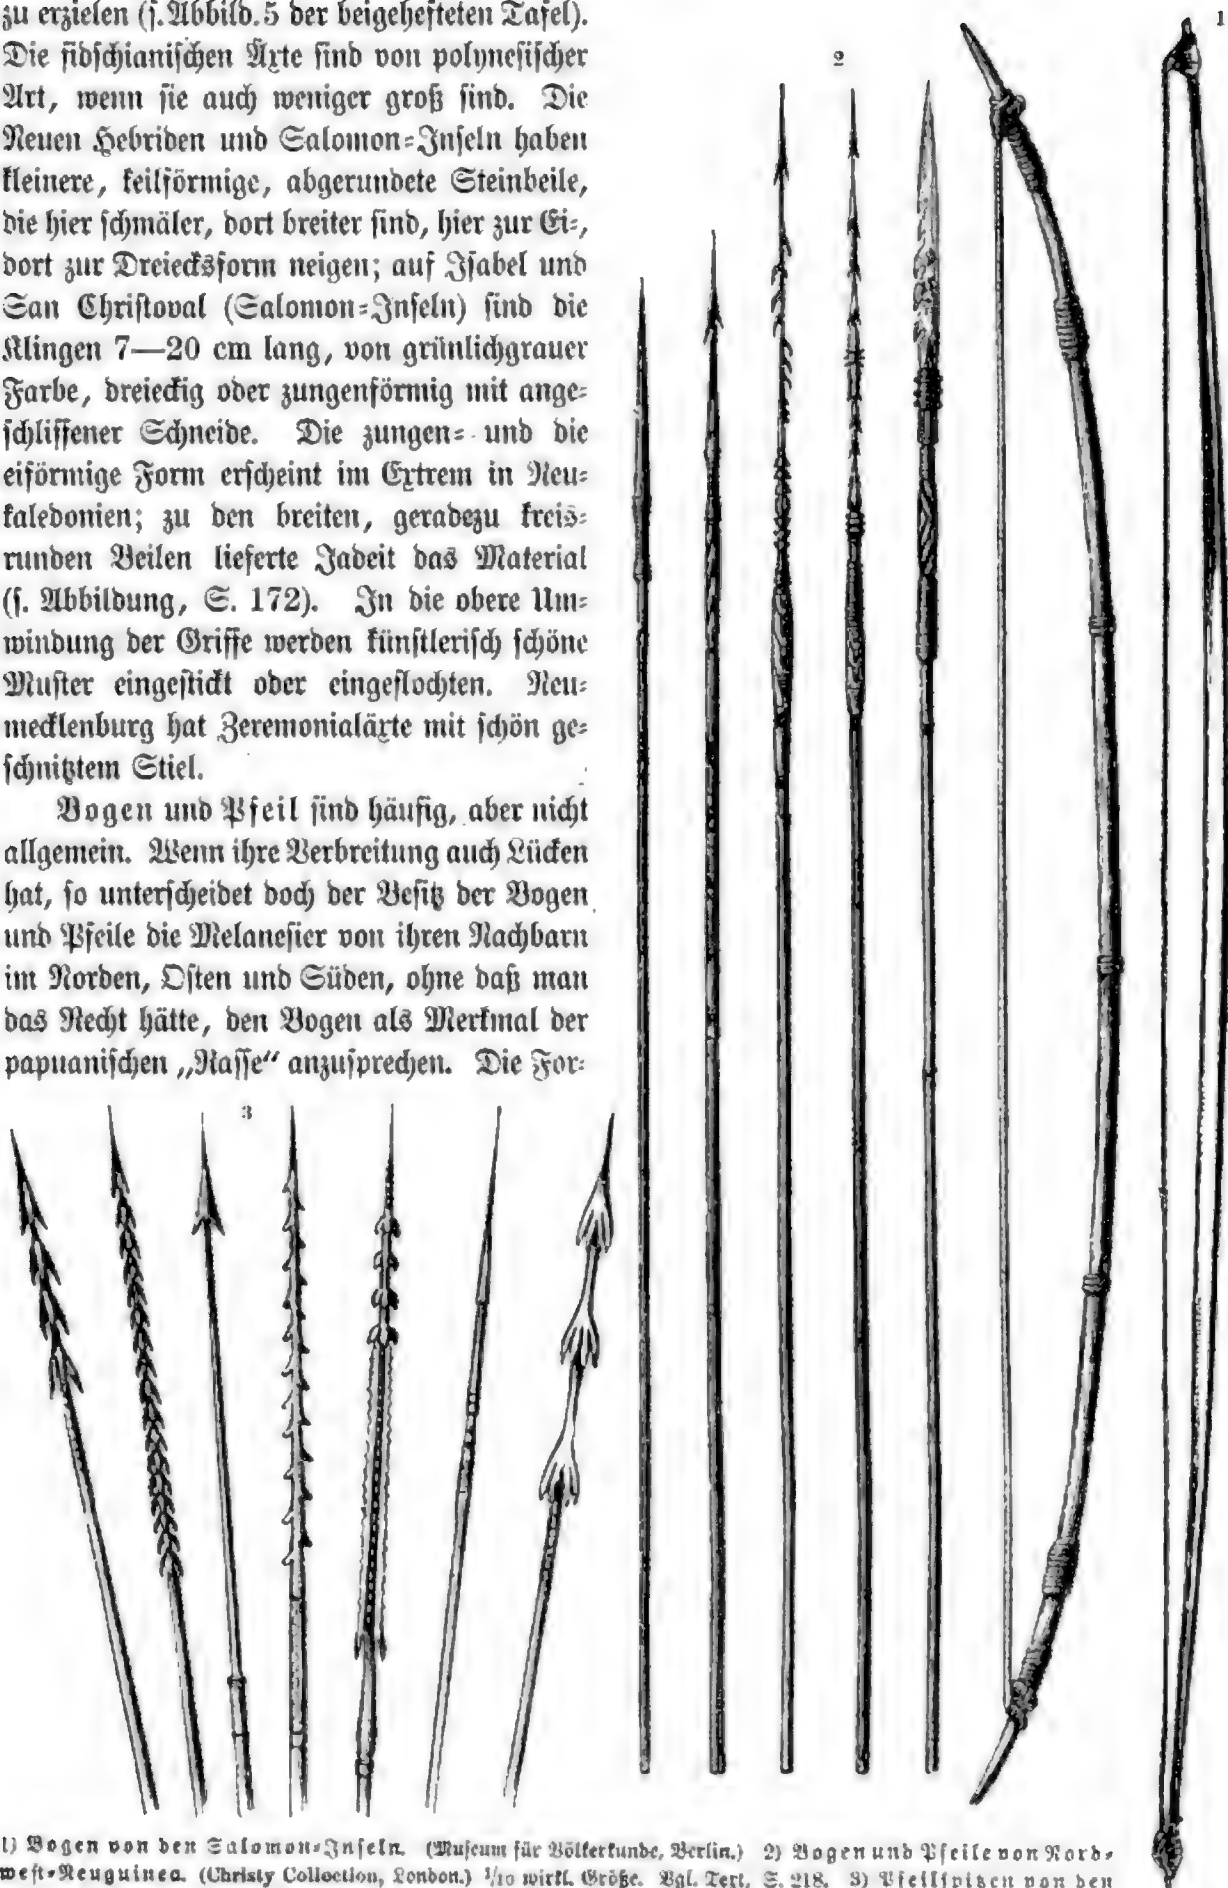 zu erzielen (s. Abbild. 5 der beigehefteten Tafel).
Die fidschianischen Äxte sind von polynesischer
Art, wenn sie auch weniger groß sind. Die
Neuen Hebriden und Salomon=Inseln haben
kleinere, keilförmige, abgerundete Steinbeile,
die hier schmäler, dort breiter sind, hier zur Ei=,
dort zur Dreiecksform neigen; auf Isabel und
San Christoval (Salomon=Inseln) sind die
Klingen 7—20 cm lang, von grünlichgrauer
Farbe, dreieckig oder zungenförmig mit ange=
schliffener Schneide. Die zungen= und die
eiförmige Form erscheint im Extrem in Neu=
kaledonien; zu den breiten, geradezu kreis=
runden Beilen lieferte Jadeit das Material
(s. Abbildung, S. 172). In die obere Um=
windung der Griffe werden künstlerisch schöne
Muster eingestickt oder eingeflochten. Neu=
mecklenburg hat Zeremonialäxte mit schön ge=
schnitztem Stiel.
Bogen und Pfeil sind häufig, aber nicht
allgemein. Wenn ihre Verbreitung auch Lücken
hat, so unterscheidet doch der Besitz der Bogen
und Pfeile die Melanesier von ihren Nachbarn
im Norden, Osten und Süden, ohne daß man
das Recht hätte, den Bogen als Merkmal der
papuanischen „Rasse“ anzusprechen. Die For=
1
2
3
1) Bogen von den Salomon=Inseln. (Museum für Völkerkunde, Berlin.) 2) Bogen und Pfeile von Nord=
west=Neuguinea. (Christy Collection, London.) 1/10 wirkl. Größe. Vgl. Text, S. 218. 3) Pfeilspitzen von den